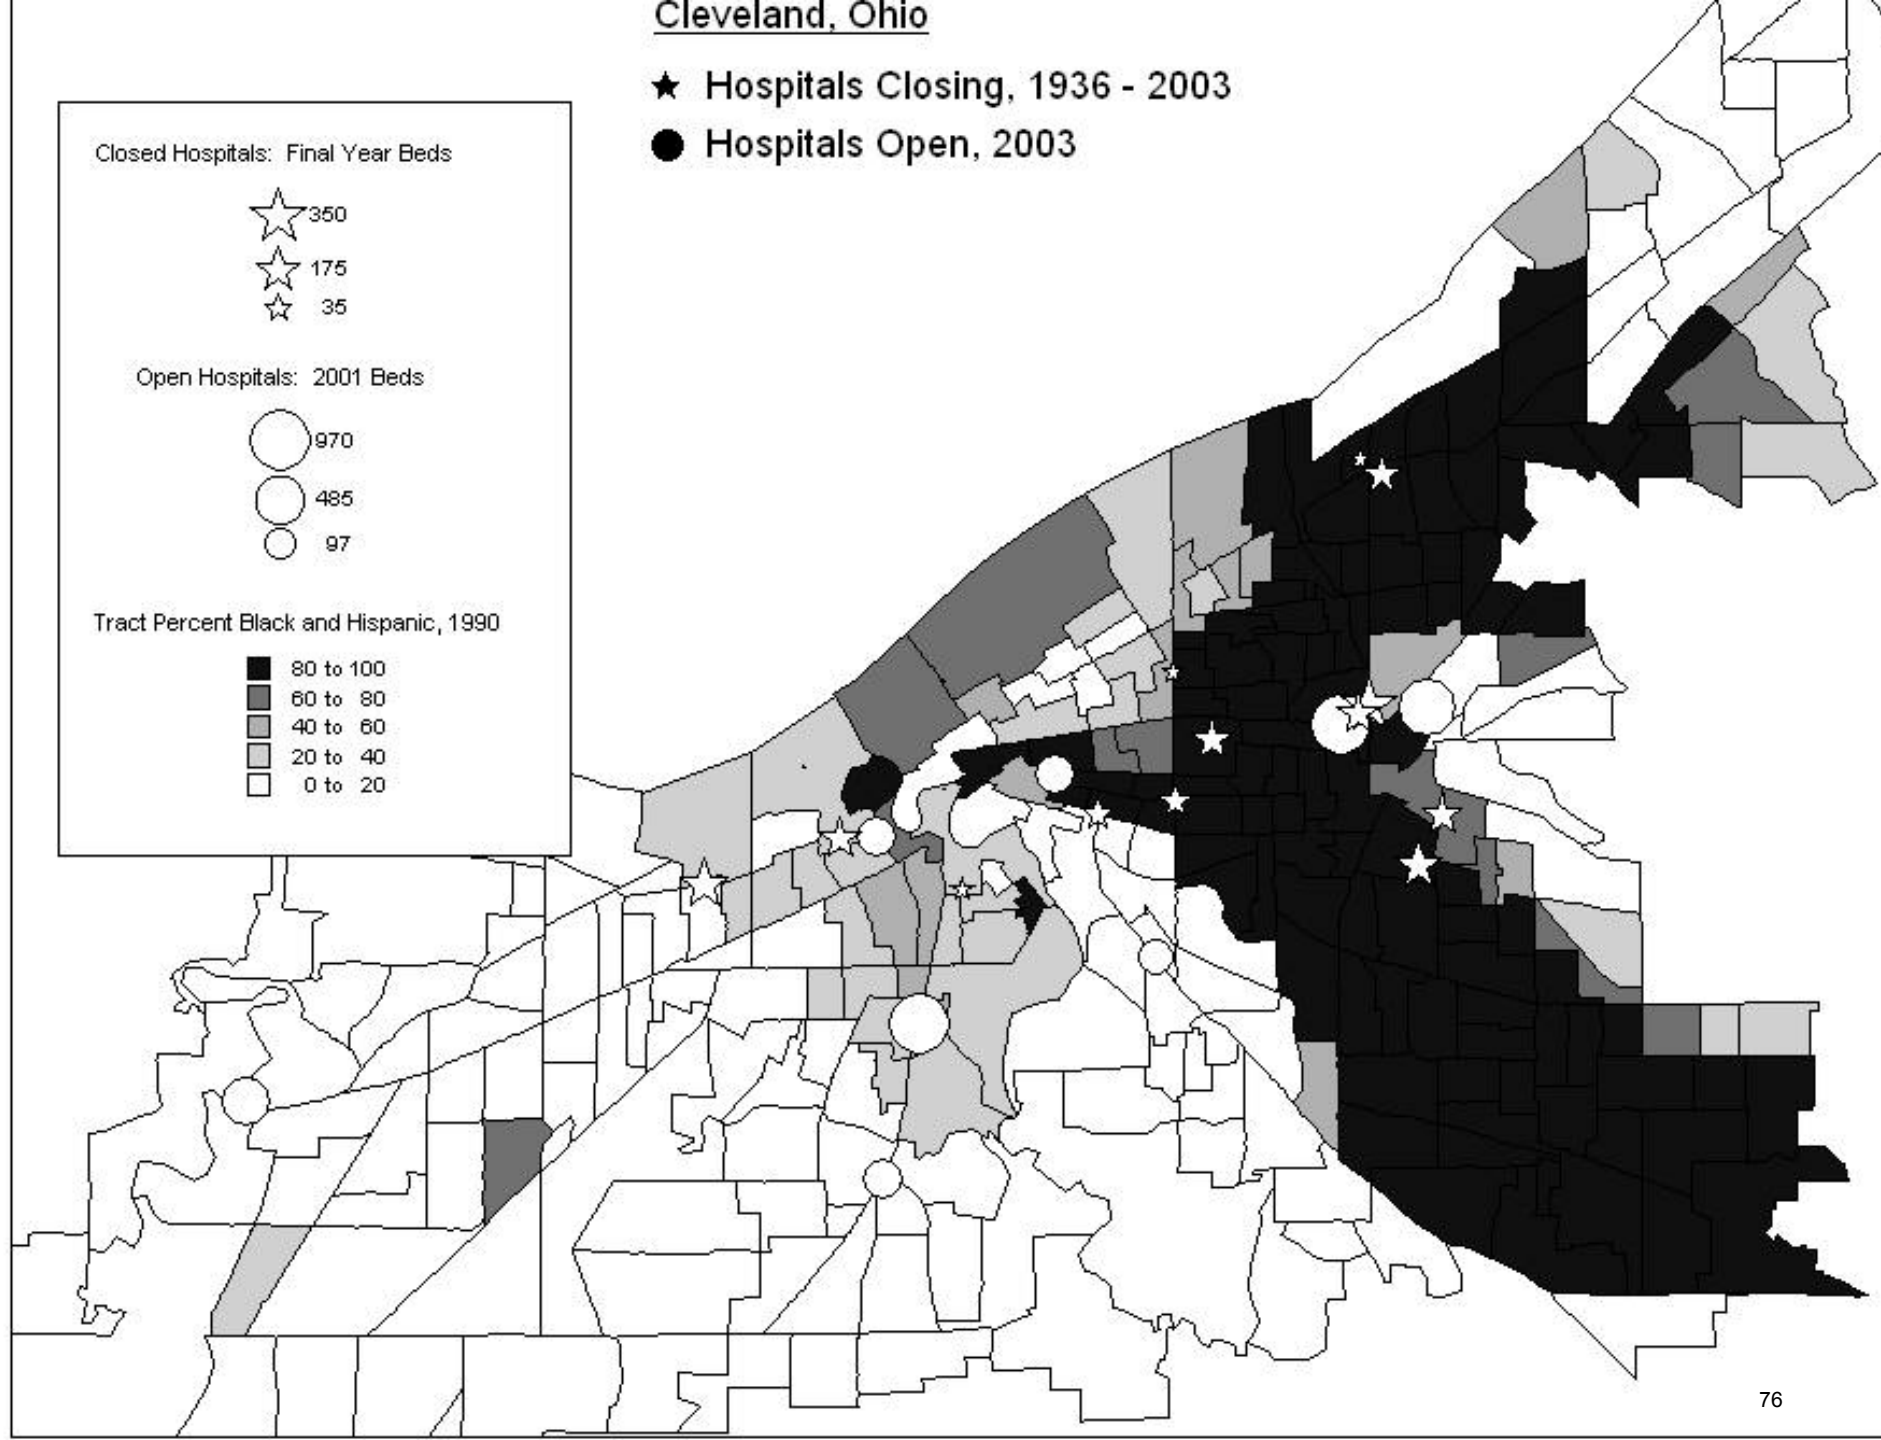 Cleveland, Ohio
Hospitals Closing, 1936 - 2003
Hospitals Open, 2003
Closed Hospitals: Final Year Beds
350
175
35
Open Hospitals: 2001 Beds
970
485
97
Tract Percent Black and Hispanic, 1990
80 to 100
60 to 80
40 to 60
20 to 40
0 to 20
76